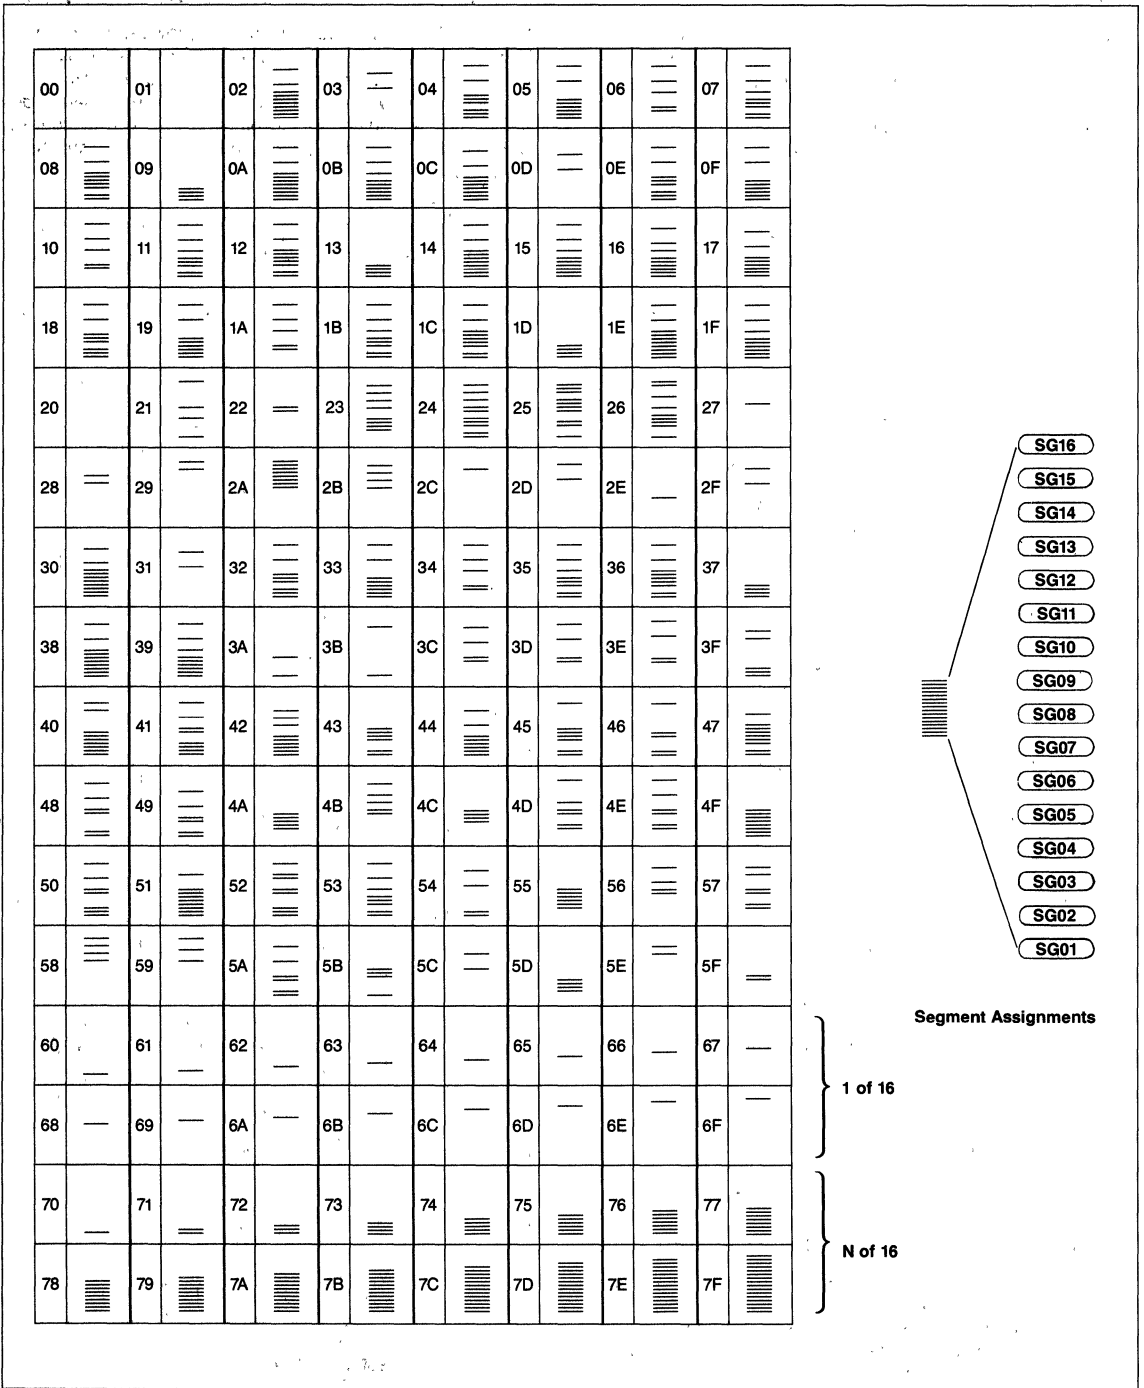 00 01 02 03 04 05 06 07
08 09 0A 0B 0C 0D 0E 0F
10 11 12 13 14 15 16 17
18 19 1A 1B 1C 1D 1E 1F
20 21 22 23 24 25 26 27
28 29 2A 2B 2C 2D 2E 2F
30 31 32 33 34 35 36 37
38 39 3A 3B 3C 3D 3E 3F
40 41 42 43 44 45 46 47
48 49 4A 4B 4C 4D 4E 4F
50 51 52 53 54 55 56 57
58 59 5A 5B 5C 5D 5E 5F
60 61 62 63 64 65 66 67
68 69 6A 6B 6C 6D 6E 6F
70 71 72 73 74 75 76 77
78 79 7A 7B 7C 7D 7E 7F
1 of 16
N of 16
SG16
SG15
SG14
SG13
SG12
SG11
SG10
SG09
SG08
SG07
SG06
SG05
SG04
SG03
SG02
SG01
Segment Assignments